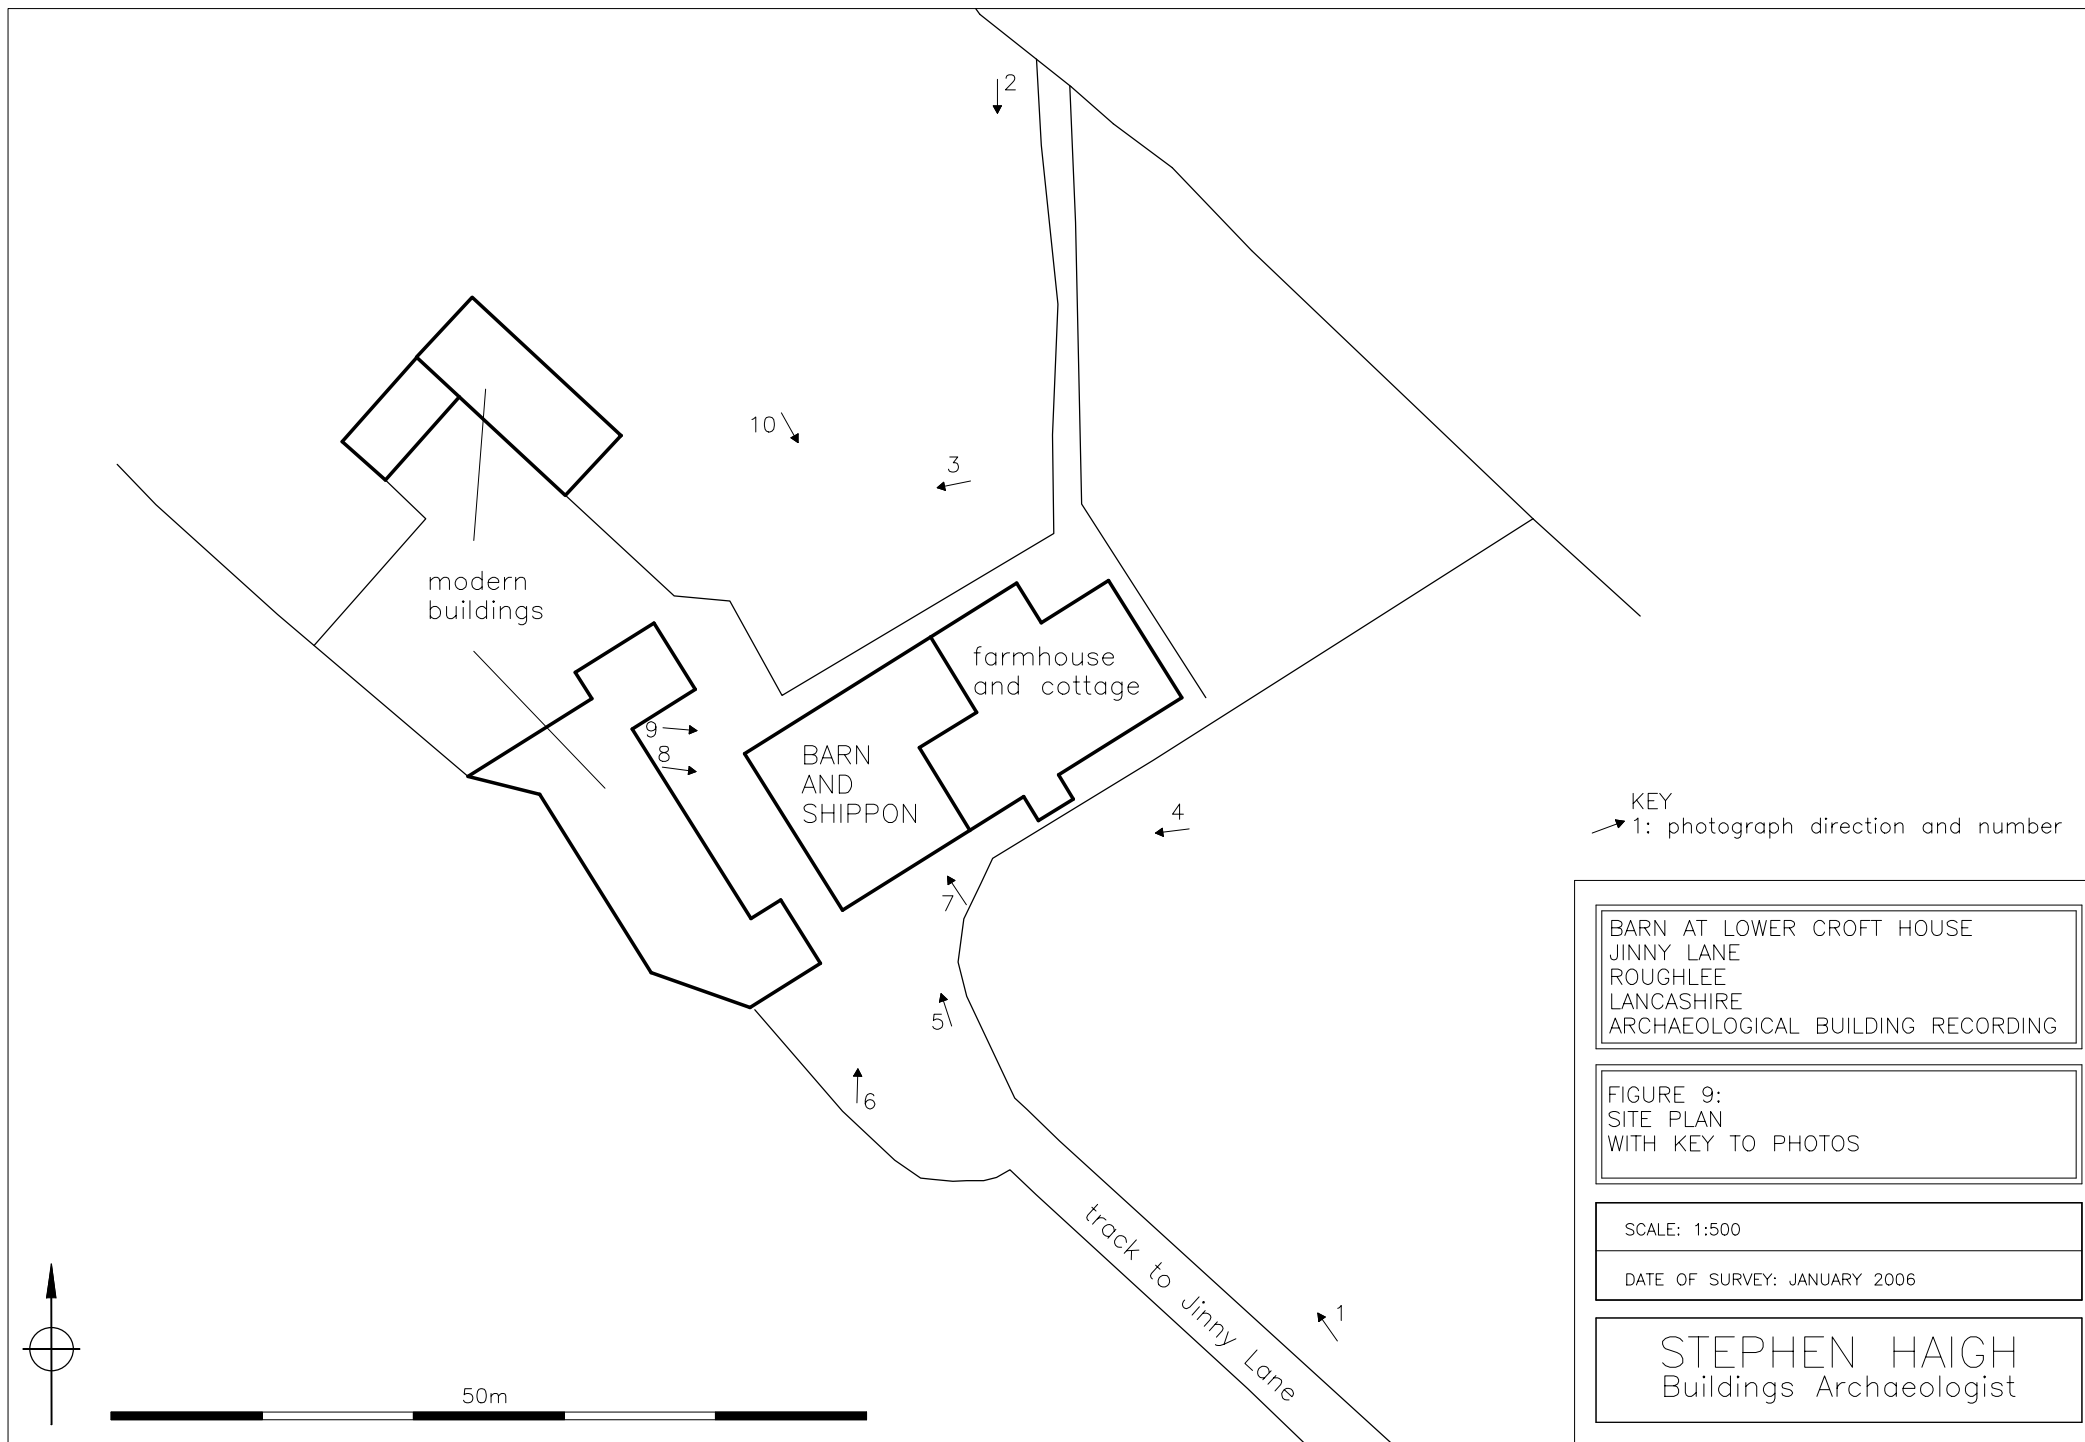 2
10
3
modern
buildings
farmhouse
and cottage
9
8
BARN
AND
SHIPPON
4
7
5
6
track to Jinny Lane
1
50m
KEY
1: photograph direction and number
BARN AT LOWER CROFT HOUSE
JINNY LANE
ROUGHLEE
LANCASHIRE
ARCHAEOLOGICAL BUILDING RECORDING
FIGURE 9:
SITE PLAN
WITH KEY TO PHOTOS
SCALE: 1:500
DATE OF SURVEY: JANUARY 2006
STEPHEN HAIGH
Buildings Archaeologist